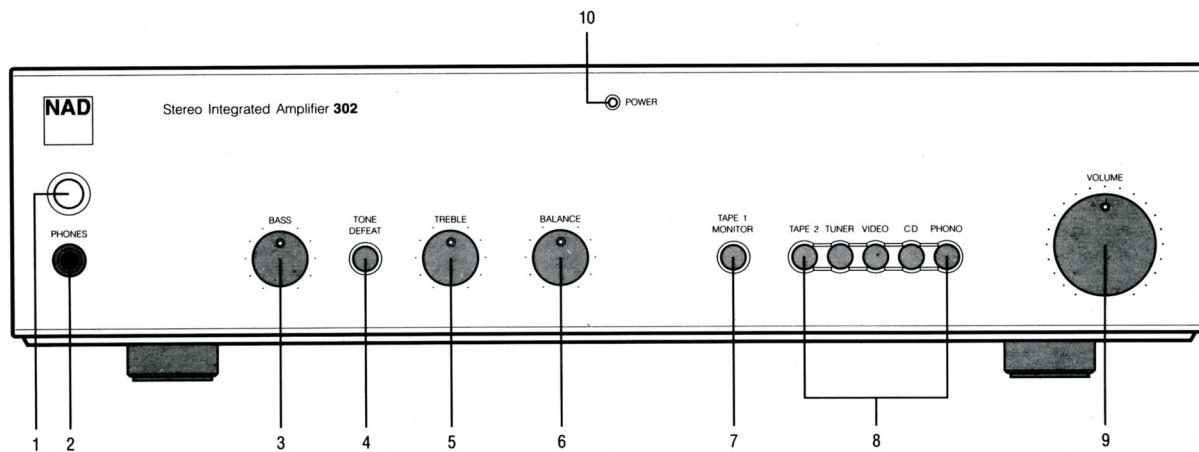 10
POWER
NAD
Stereo Integrated Amplifier 302
VOLUME
PHONES
BASS
TONE
DEFEAT
TREBLE
BALANCE
TAPE 1
MONITOR
TAPE 2 TUNER VIDEO CD PHONO
1 2 3 4 5 6 7 8 9